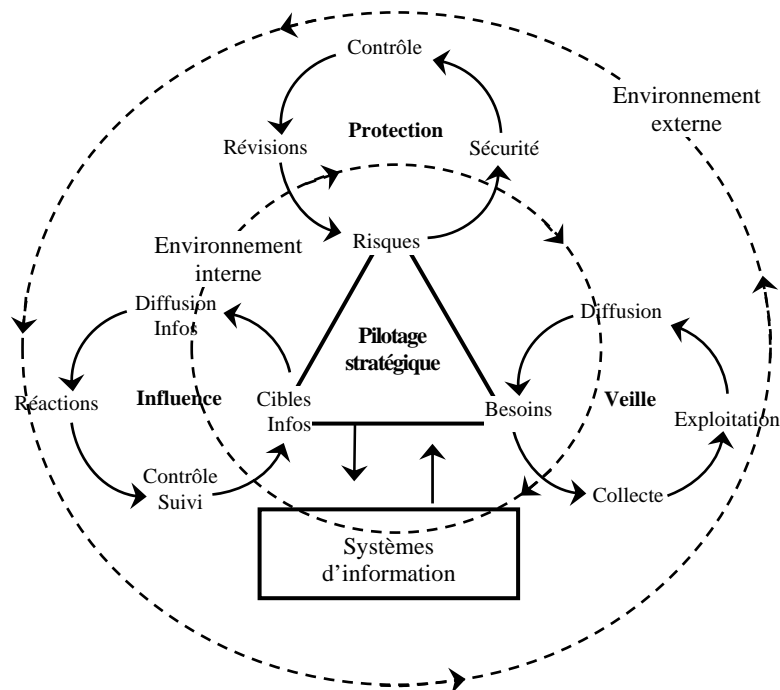 Contrôle
Environnement
externe
Protection
Révisions
Sécurité
Risques
Environnement
interne
Diffusion
Infos
Diffusion
Pilotage
stratégique
Réactions
Influence
Cibles
Infos
Besoins
Veille
Exploitation
Contrôle
Suivi
Collecte
Systèmes
d’information